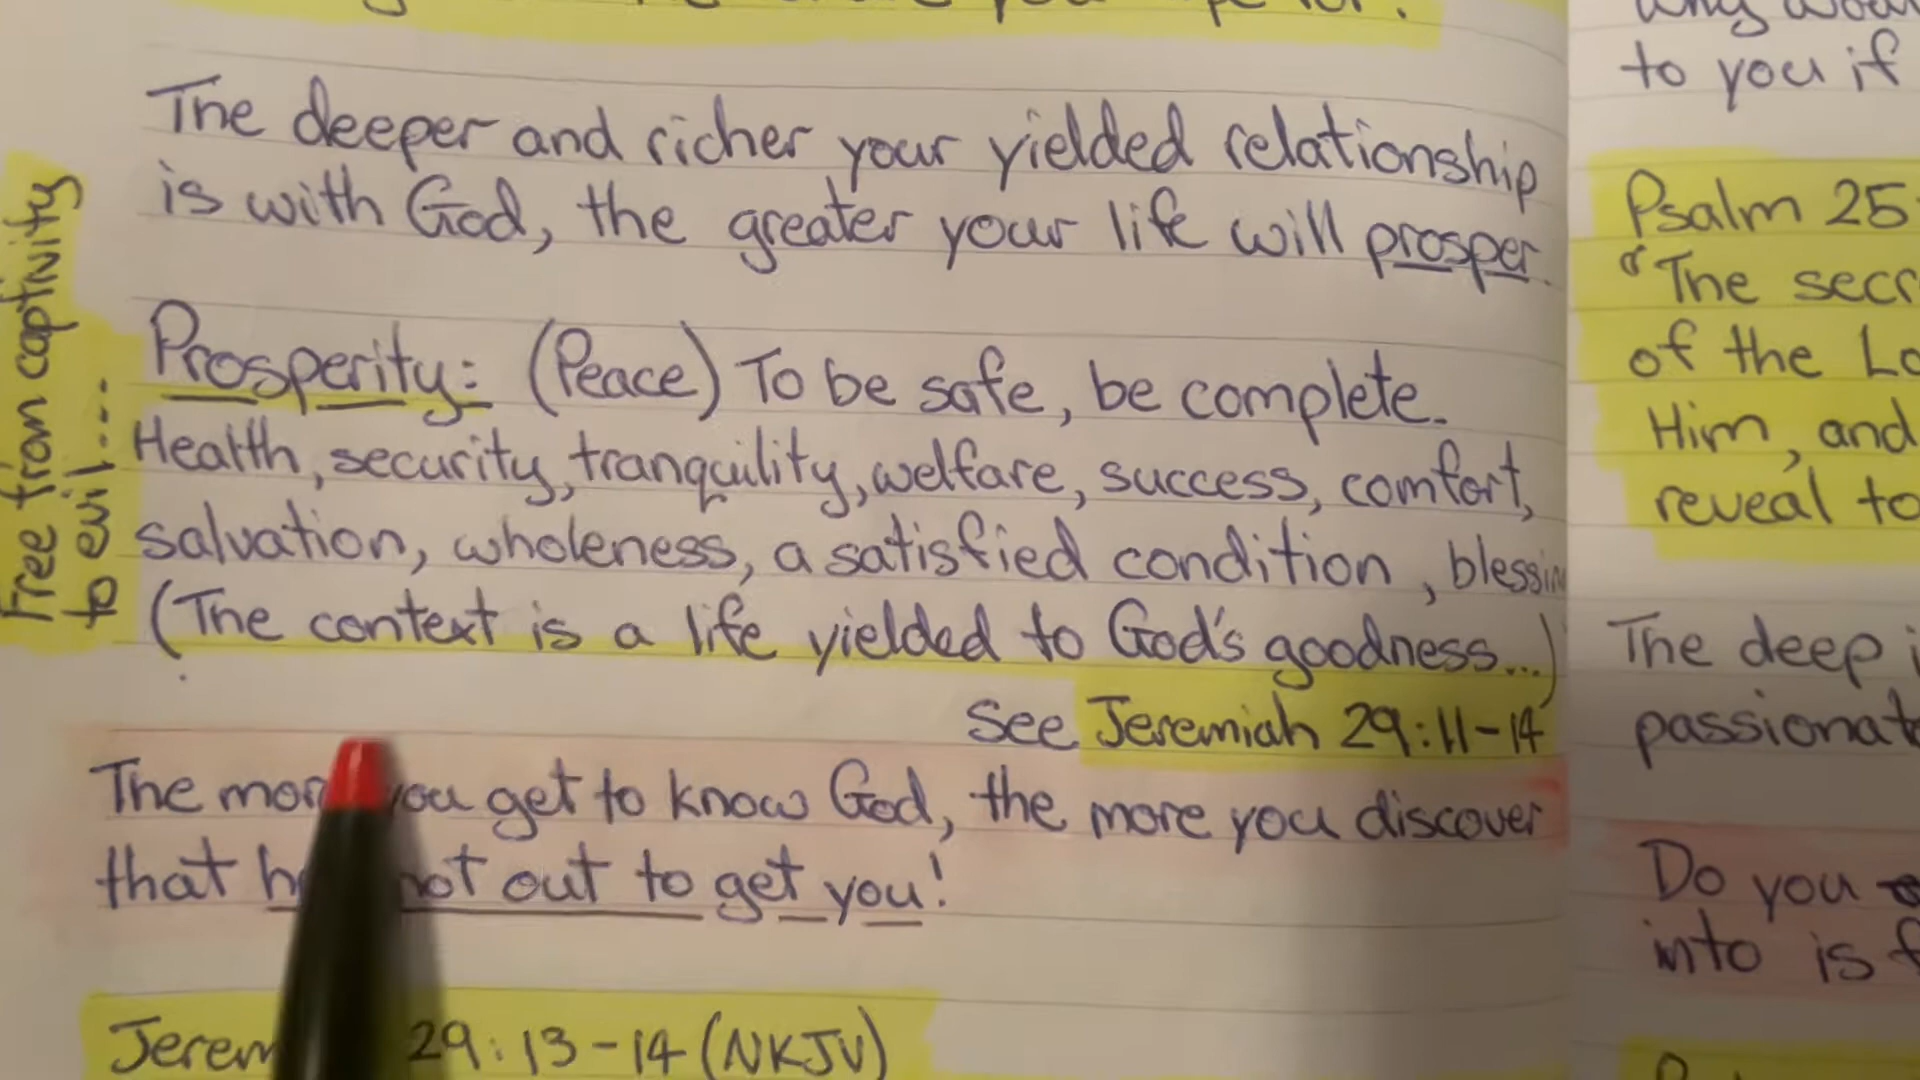 The deeper and richer your yielded relationship
is with God, the greater your life will prosper.
Prosperity: (Peace) To be safe, be complete.
Health, security, tranquility, welfare, success, comfort,
salvation, wholeness, a satisfied condition, blessin
(The context is a life yielded to God's goodness...)
See Jeremiah 29:11-14
The mor you get to know God, the more you discover
that not out to get you!
Jerem 29:13-14 (NKJV)
Free from captivity
to evil....
to you if
Psalm 25
"The secr
of the Lo
Him, and
reveal to
The deep i
passionat
Do you
into is f